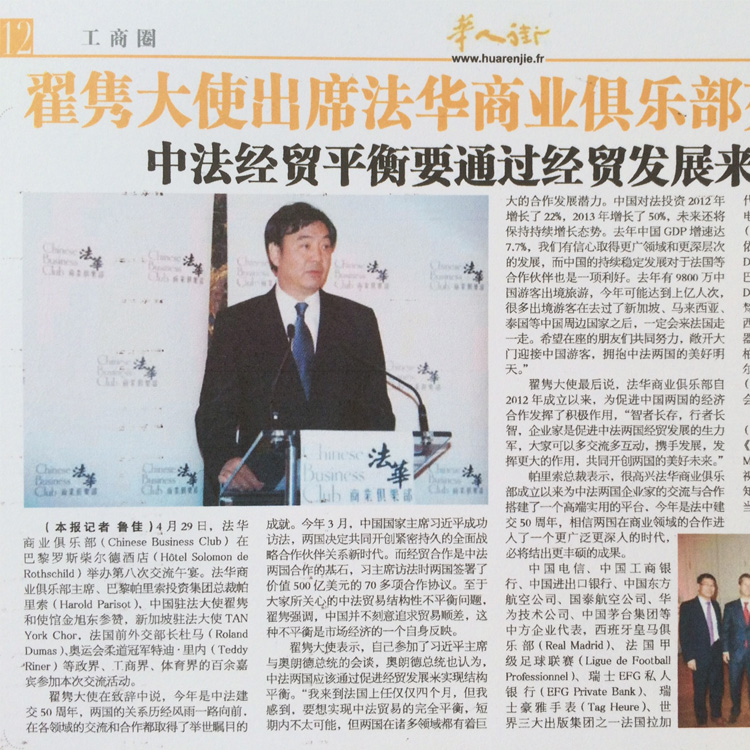 12
工商圈
华人街
www.huarenjie.fr
翟隽大使出席法华商业俱乐部
中法经贸平衡要通过经贸发展来
Chinese Business Club 法華 商業俱樂部
Chinese
Business
Club 法華 商業俱樂部
(本报记者 鲁佳)4月29日，法华
商业俱乐部(Chinese Business Club)在
巴黎罗斯柴尔德酒店(Hôtel Solomon de
Rothschild)举办第八次交流午宴。法华商
业俱乐部主席、巴黎帕里索投资集团总裁帕
里索(Harold Parisot)，中国驻法大使翟隽
和使馆金旭东参赞，新加坡驻法大使TAN
York Chor，法国前外交部长杜马(Roland
Dumas)、奥运会柔道冠军特迪·里内(Teddy
Riner)等政界、工商界、体育界的百余嘉
宾参加本次交流活动。
翟隽大使在致辞中说，今年是中法建
交50周年，两国的关系历经风雨一路向前，
在各领域的交流和合作都取得了举世瞩目的
成就。今年3月，中国国家主席习近平成功
访法，两国决定共同开创紧密持久的全面战
略合作伙伴关系新时代。而经贸合作是中法
两国合作的基石，习主席访法时两国签署了
价值500亿美元的70多项合作协议。至于
大家所关心的中法贸易结构性不平衡问题，
翟隽强调，中国并不刻意追求贸易顺差，这
种不平衡是市场经济的一个自身反映。
翟隽大使表示，自己参加了习近平主席
与奥朗德总统的会谈，奥朗德总统也认为，
中法两国应该通过促进贸易发展来实现结构
平衡。“我来到法国上任仅仅四个月，但我
感到，要想实现中法贸易的完全平衡，短
期内不太可能，但两国在诸多领域都有着巨
大的合作发展潜力。中国对法投资2012年
增长了22%，2013年增长了50%，未来还将
保持持续增长态势。去年中国GDP增速达
7.7%，我们有信心取得更广领域和更深层次
的发展，而中国的持续稳定发展对于法国等
合作伙伴也是一项利好。去年有9800万中
国游客出境旅游，今年可能达到上亿人次，
很多出境游客在去过了新加坡、马来西亚、
泰国等中国周边国家之后，一定会来法国走
一走。希望在座的朋友们共同努力，敞开大
门迎接中国游客，拥抱中法两国的美好明
天。”
翟隽大使最后说，法华商业俱乐部自
2012年成立以来，为促进中法两国的经济
合作发挥了积极作用，“智者长存，行者长
智，企业家是促进中法两国经贸发展的生力
军，大家可以多交流多互动，携手发展，发
挥更大的作用，共同开创两国的美好未来。”
帕里索总裁表示，很高兴法华商业俱乐
部成立以来为中法两国企业家的交流与合作
搭建了一个高端实用的平台，今年是法中建
交50周年，相信两国在商业领域的合作进
入了一个更广泛更深入的时代，
必将结出更丰硕的成果。
中国电信、中国工商银
行、中国进出口银行、中国东方
航空公司、国泰航空公司、华
为技术公司、中国茅台集团等
中方企业代表，西班牙皇马俱
乐部(Real Madrid)、法国甲
级足球联赛(Ligue de Football
Professionnel)、瑞士EFG私人
银行(EFG Private Bank)、瑞
士豪雅手表(Tag Heure)、世
界三大出版集团之一法国拉加